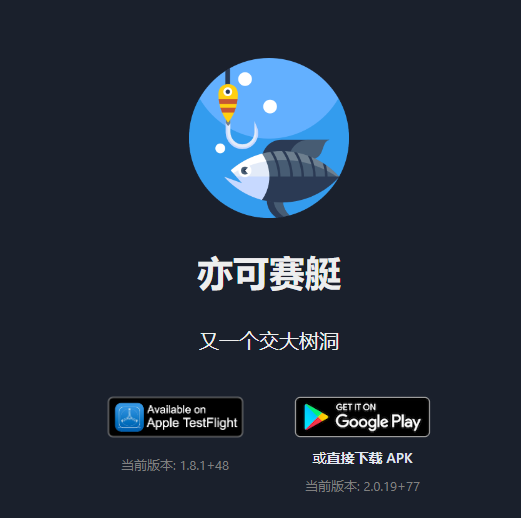 亦可赛艇
又一个交大树洞
Available on
Apple TestFlight
当前版本: 1.8.1+48
GET IT ON
Google Play
或直接下载 APK
当前版本: 2.0.19+77